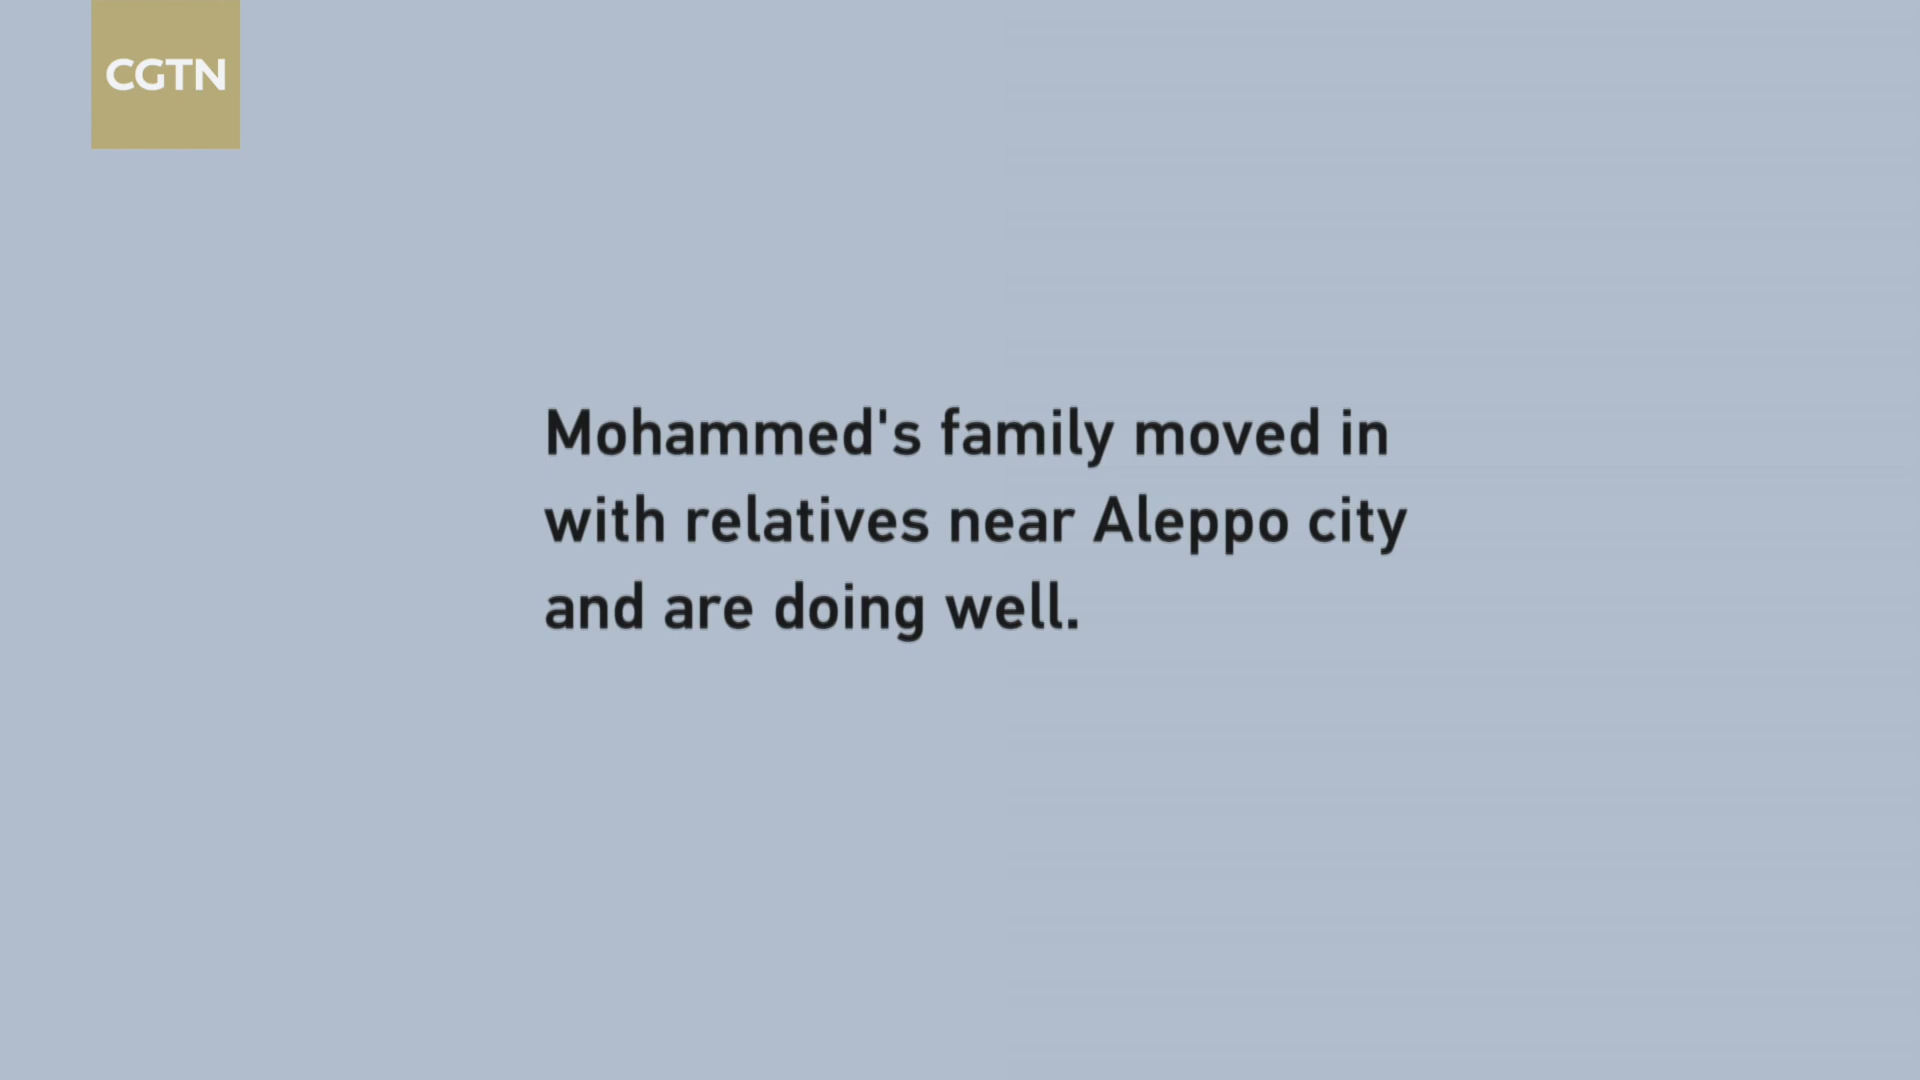 CGTN
Mohammed's family moved in
with relatives near Aleppo city
and are doing well.